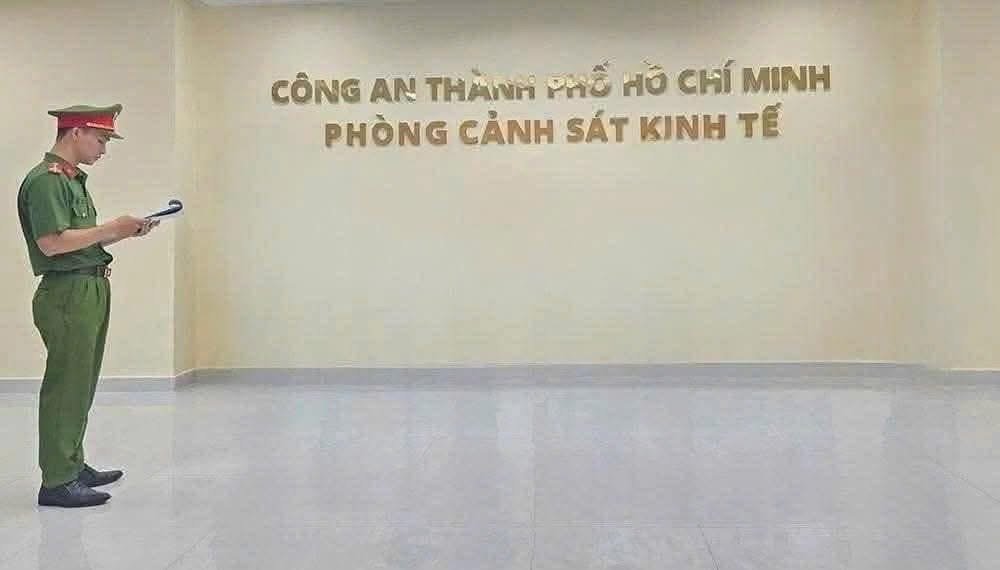 CÔNG AN THÀNH PHỐ HỒ CHÍ MINH
PHÒNG CẢNH SÁT KINH TẾ